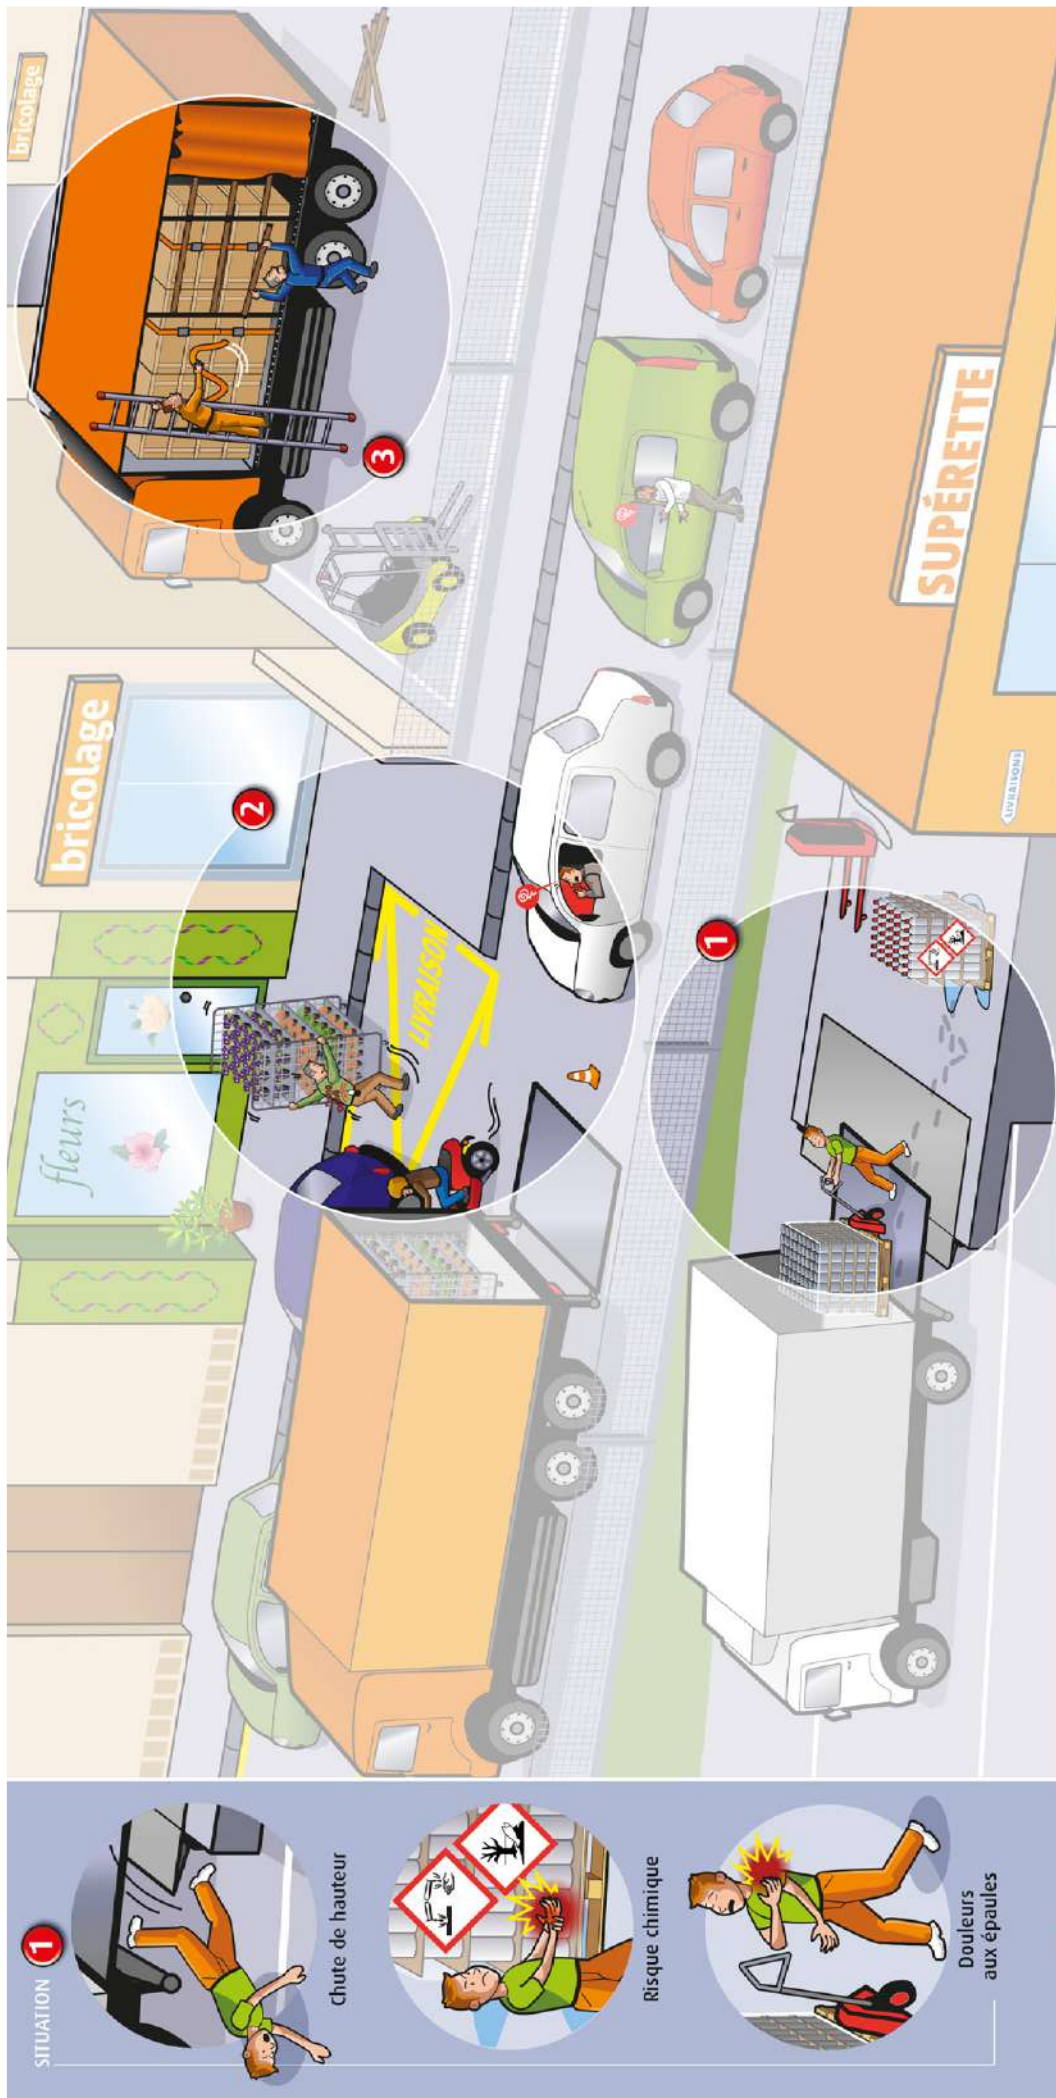 SITUATION 1
Chute de hauteur
Risque chimique
Douleurs
aux épaules
fleurs
bricolage
bricolage
2
LIVRAISON
3
1
SUPÉRETTE
LIVRAISONS